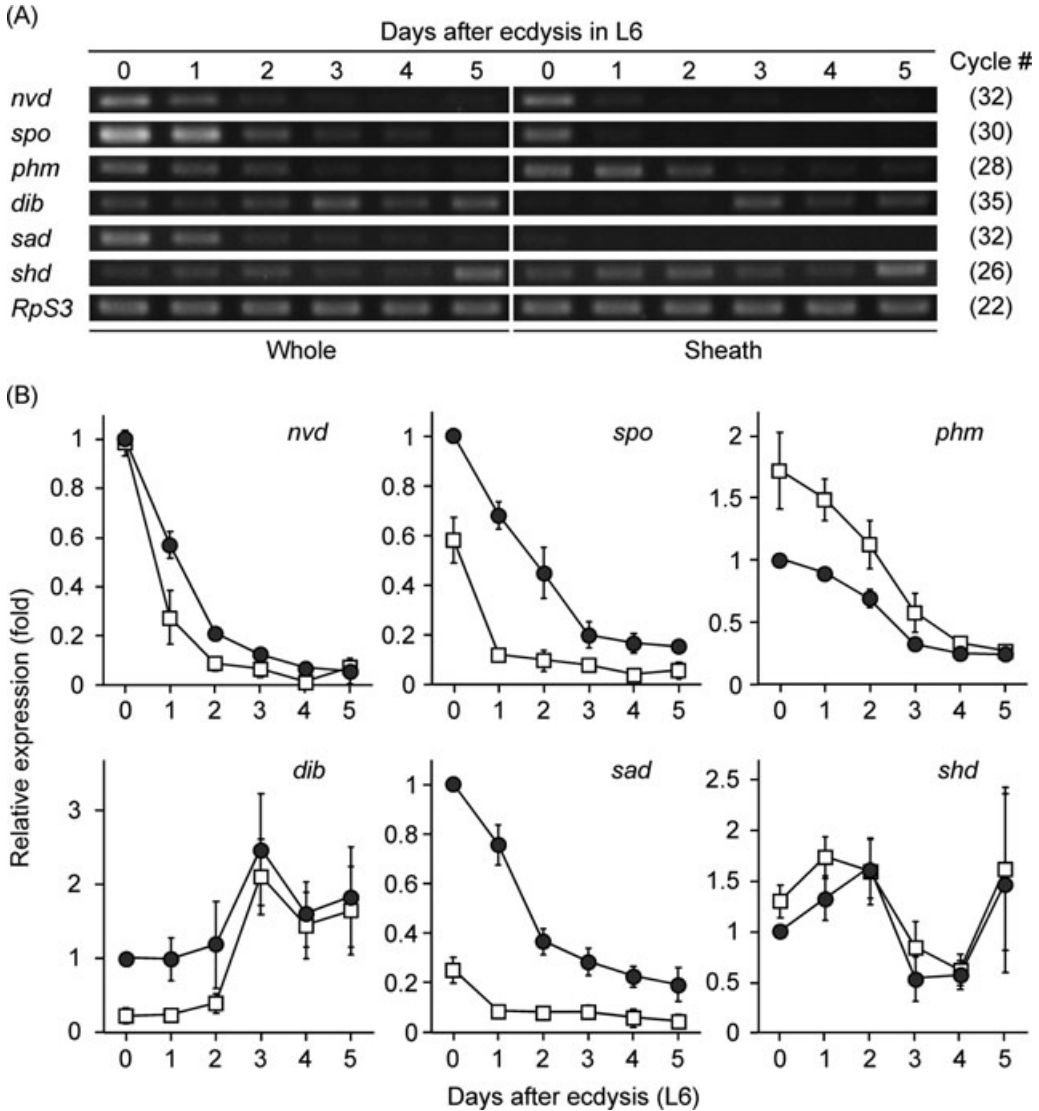 (A)
Days after ecdysis in L6
0 1 2 3 4 5 0 1 2 3 4 5 Cycle #
nvd (32)
spo (30)
phm (28)
dib (35)
sad (32)
shd (26)
RpS3 (22)
Whole Sheath
(B)
Relative expression (fold)
nvd
1
0.8
0.6
0.4
0.2
0
0 1 2 3 4 5
spo
1
0.8
0.6
0.4
0.2
0
0 1 2 3 4 5
phm
2
1.5
1
0.5
0
0 1 2 3 4 5
dib
3
2
1
0
0 1 2 3 4 5
sad
1
0.8
0.6
0.4
0.2
0
0 1 2 3 4 5
shd
2.5
2
1.5
1
0.5
0
0 1 2 3 4 5
Days after ecdysis (L6)